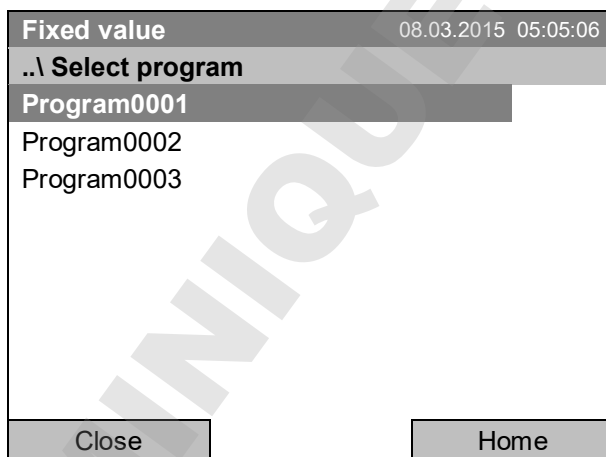 Fixed value 08.03.2015 05:05:06
..\ Select program
Program0001
Program0002
Program0003
Close Home